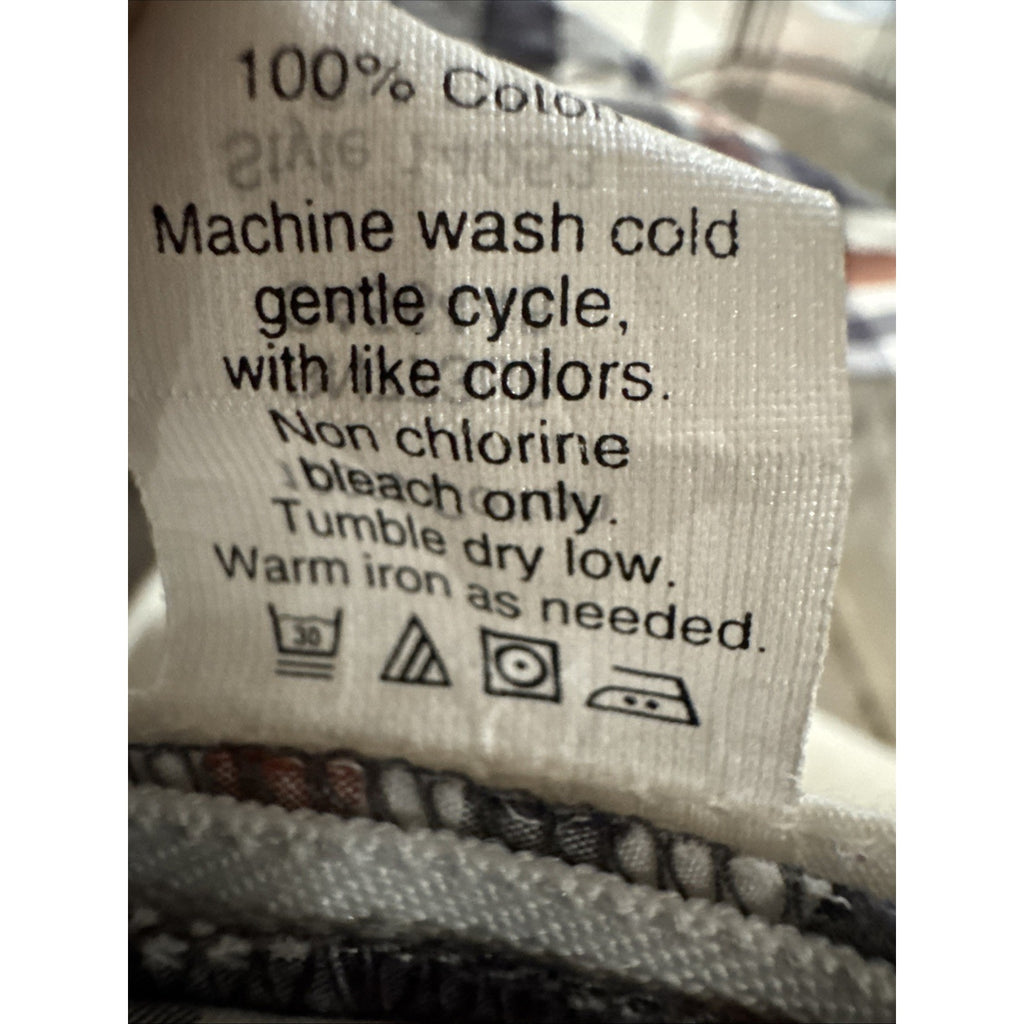 100% Coton
Machine wash cold
gentle cycle,
with like colors.
Non chlorine
bleach only.
Tumble dry low.
Warm iron as needed.
30